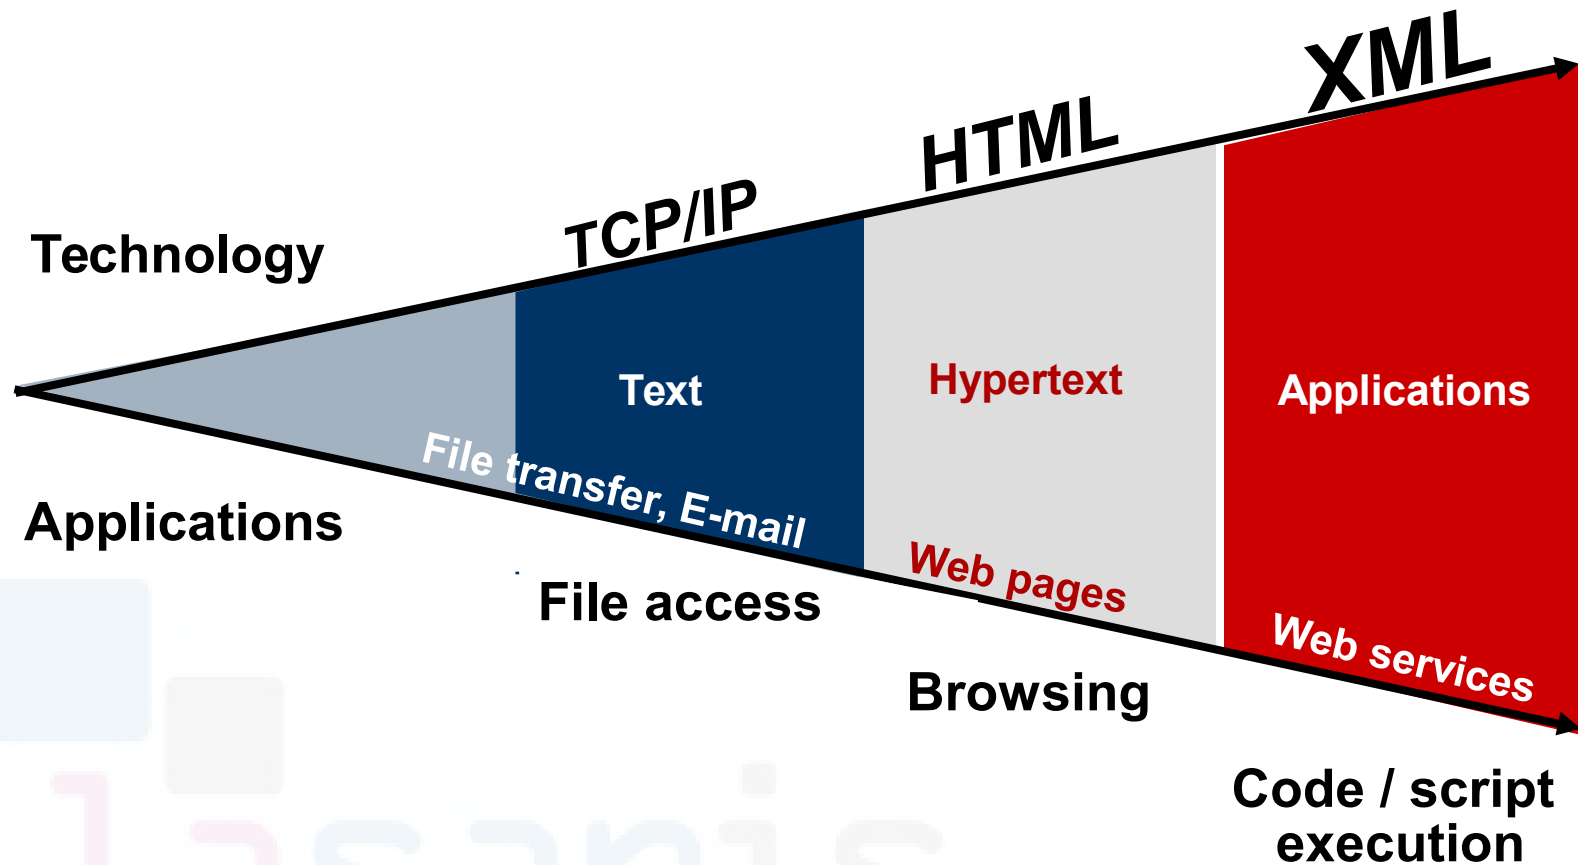 XML
HTML
TCP/IP
Technology
Text
Hypertext
Applications
File transfer, E-mail
Applications
Web pages
File access
Web services
Browsing
Code / script
execution